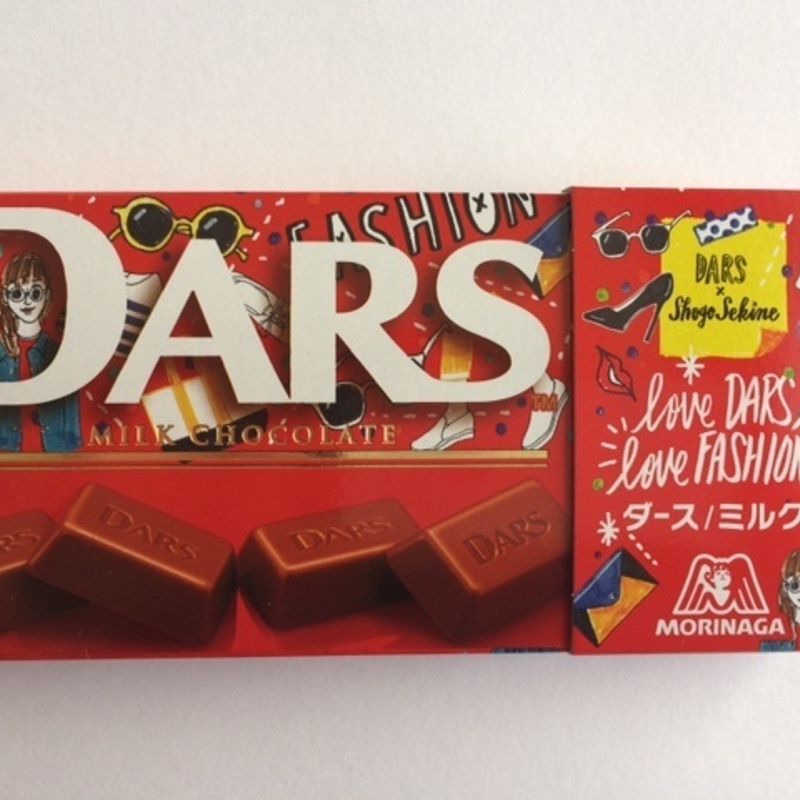 FASHION
DARS
MILK CHOCOLATE
TM
DARS
DARS
DARS
DARS
×
Shogo Sekine
love DARS
love FASHION
ダース/ミルク
MORINAGA